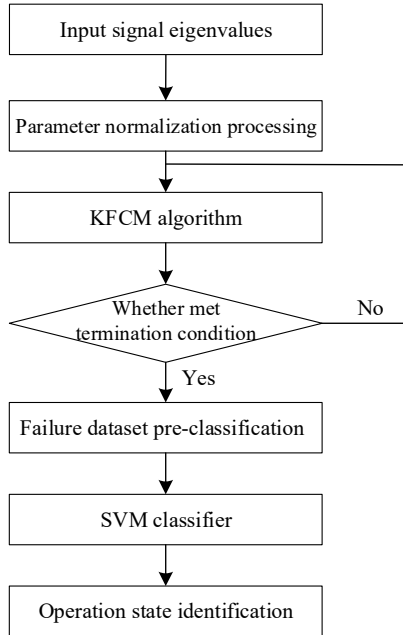 Input signal eigenvalues
Parameter normalization processing
KFCM algorithm
Whether met
termination condition
No
Yes
Failure dataset pre-classification
SVM classifier
Operation state identification